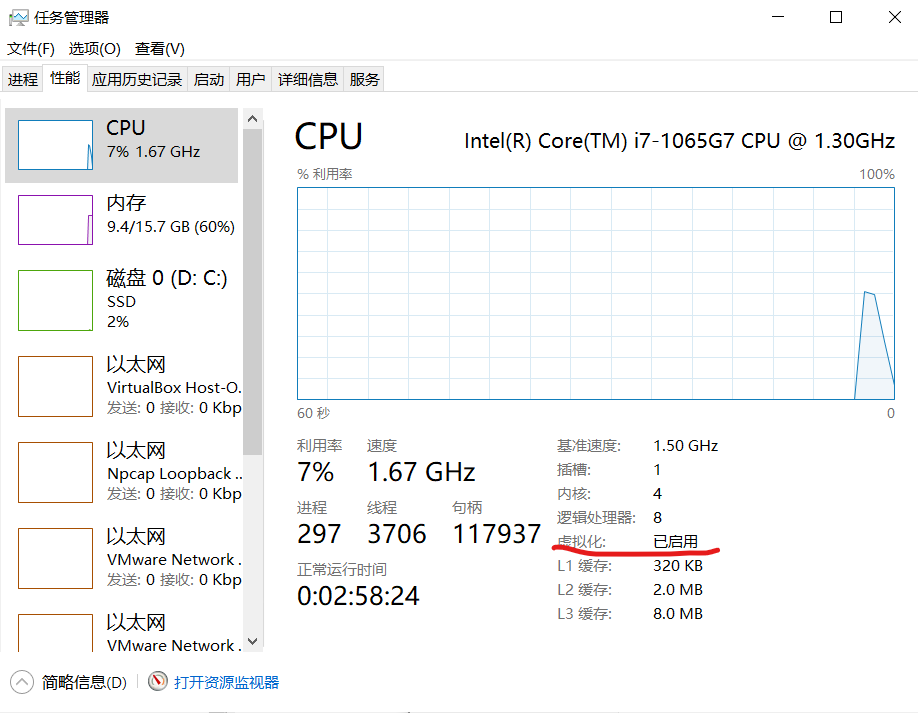 任务管理器
文件(F) 选项(O) 查看(V)
进程 性能 应用历史记录 启动 用户 详细信息 服务
CPU
7% 1.67 GHz
内存
9.4/15.7 GB (60%)
磁盘 0 (D: C:)
SSD
2%
以太网
VirtualBox Host-O.
发送: 0 接收: 0 Kbp
以太网
Npcap Loopback ..
发送: 0 接收: 0 Kbp
以太网
VMware Network .
发送: 0 接收: 0 Kbp
以太网
VMware Network .
CPU
Intel(R) Core(TM) i7-1065G7 CPU @ 1.30GHz
% 利用率 100%
60 秒 0
利用率 速度
7% 1.67 GHz
进程 线程 句柄
297 3706 117937
正常运行时间
0:02:58:24
基准速度: 1.50 GHz
插槽: 1
内核: 4
逻辑处理器: 8
虚拟化: 已启用
L1 缓存: 320 KB
L2 缓存: 2.0 MB
L3 缓存: 8.0 MB
简略信息(D) 打开资源监视器